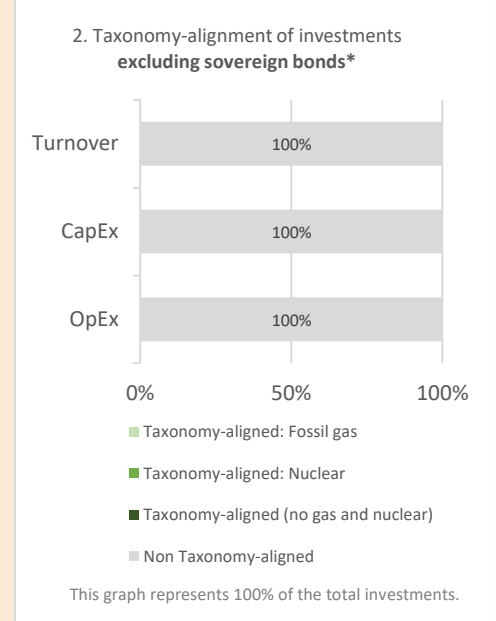 2. Taxonomy-alignment of investments
excluding sovereign bonds*
Turnover
100%
CapEx
100%
OpEx
100%
0%
50%
100%
Taxonomy-aligned: Fossil gas
Taxonomy-aligned: Nuclear
Taxonomy-aligned (no gas and nuclear)
Non Taxonomy-aligned
This graph represents 100% of the total investments.